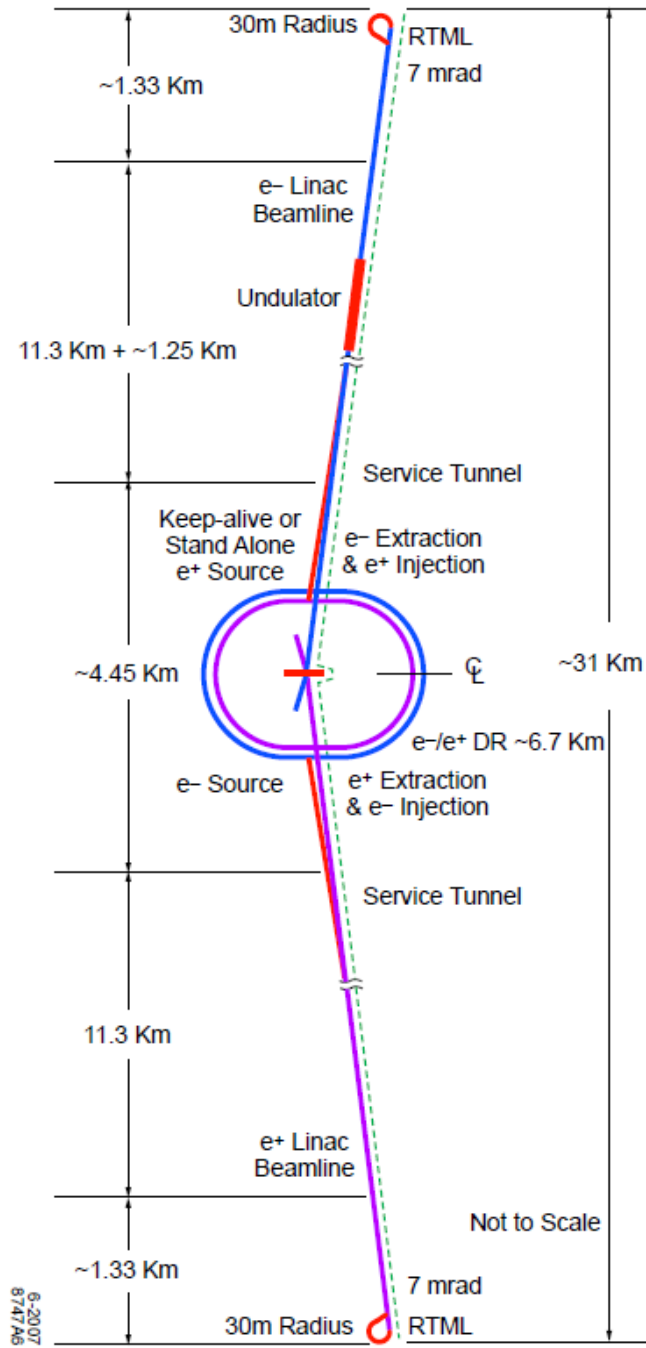 30m Radius
RTML
7 mrad
~1.33 Km
e– Linac
Beamline
Undulator
11.3 Km + ~1.25 Km
Service Tunnel
Keep-alive or
Stand Alone
e+ Source
e– Extraction
& e+ Injection
~4.45 Km
℄
~31 Km
e–/e+ DR ~6.7 Km
e– Source
e+ Extraction
& e– Injection
Service Tunnel
11.3 Km
e+ Linac
Beamline
Not to Scale
~1.33 Km
7 mrad
30m Radius
RTML
6-2007
8747A6